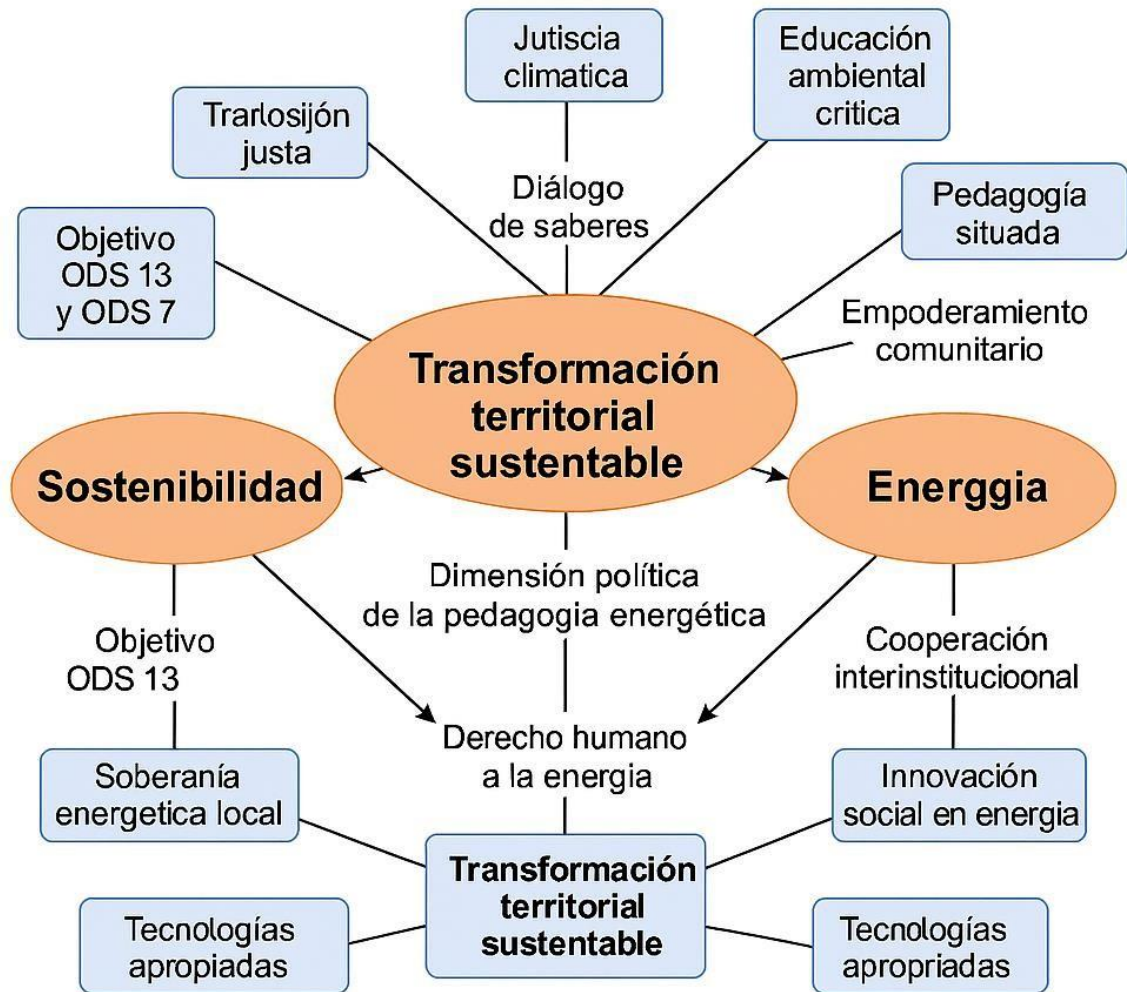 Jutiscia
climatica
Educación
ambiental
critica
Trarlosijón
justa
Diálogo
de saberes
Pedagogía
situada
Objetivo
ODS 13
y ODS 7
Empoderamiento
comunitario
Transformación
territorial
sustentable
Sostenibilidad
Energgia
Dimensión política
de la pedagogia energética
Objetivo
ODS 13
Cooperación
interinstitucioonal
Derecho humano
a la energia
Soberanía
energetica local
Innovación
social en energia
Transformación
territorial
sustentable
Tecnologías
apropiadas
Tecnologías
apropriadas